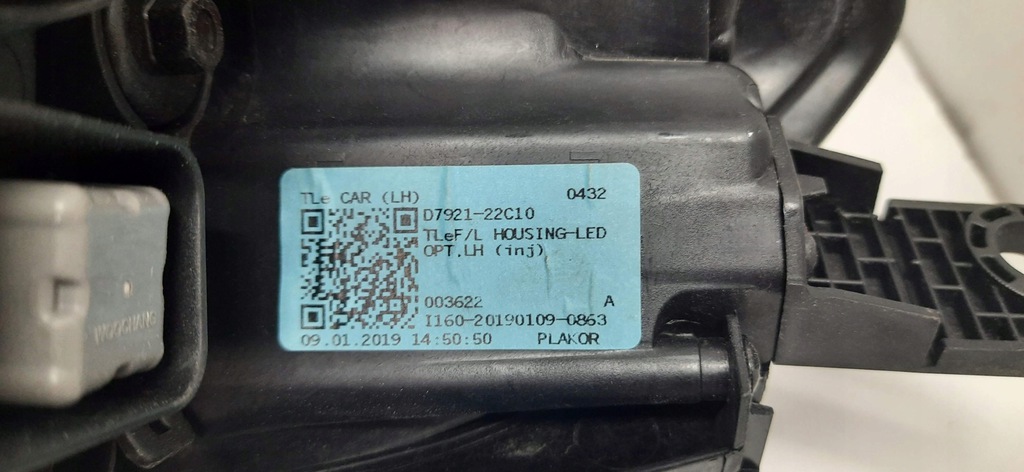 TLe CAR (LH) 0432
D7921-22C10
TLeF/L HOUSING-LED
OPT,LH (inj)
003622 A
I160-20190109-0863
09.01.2019 14:50:50 PLAKOR
WOOCHANG